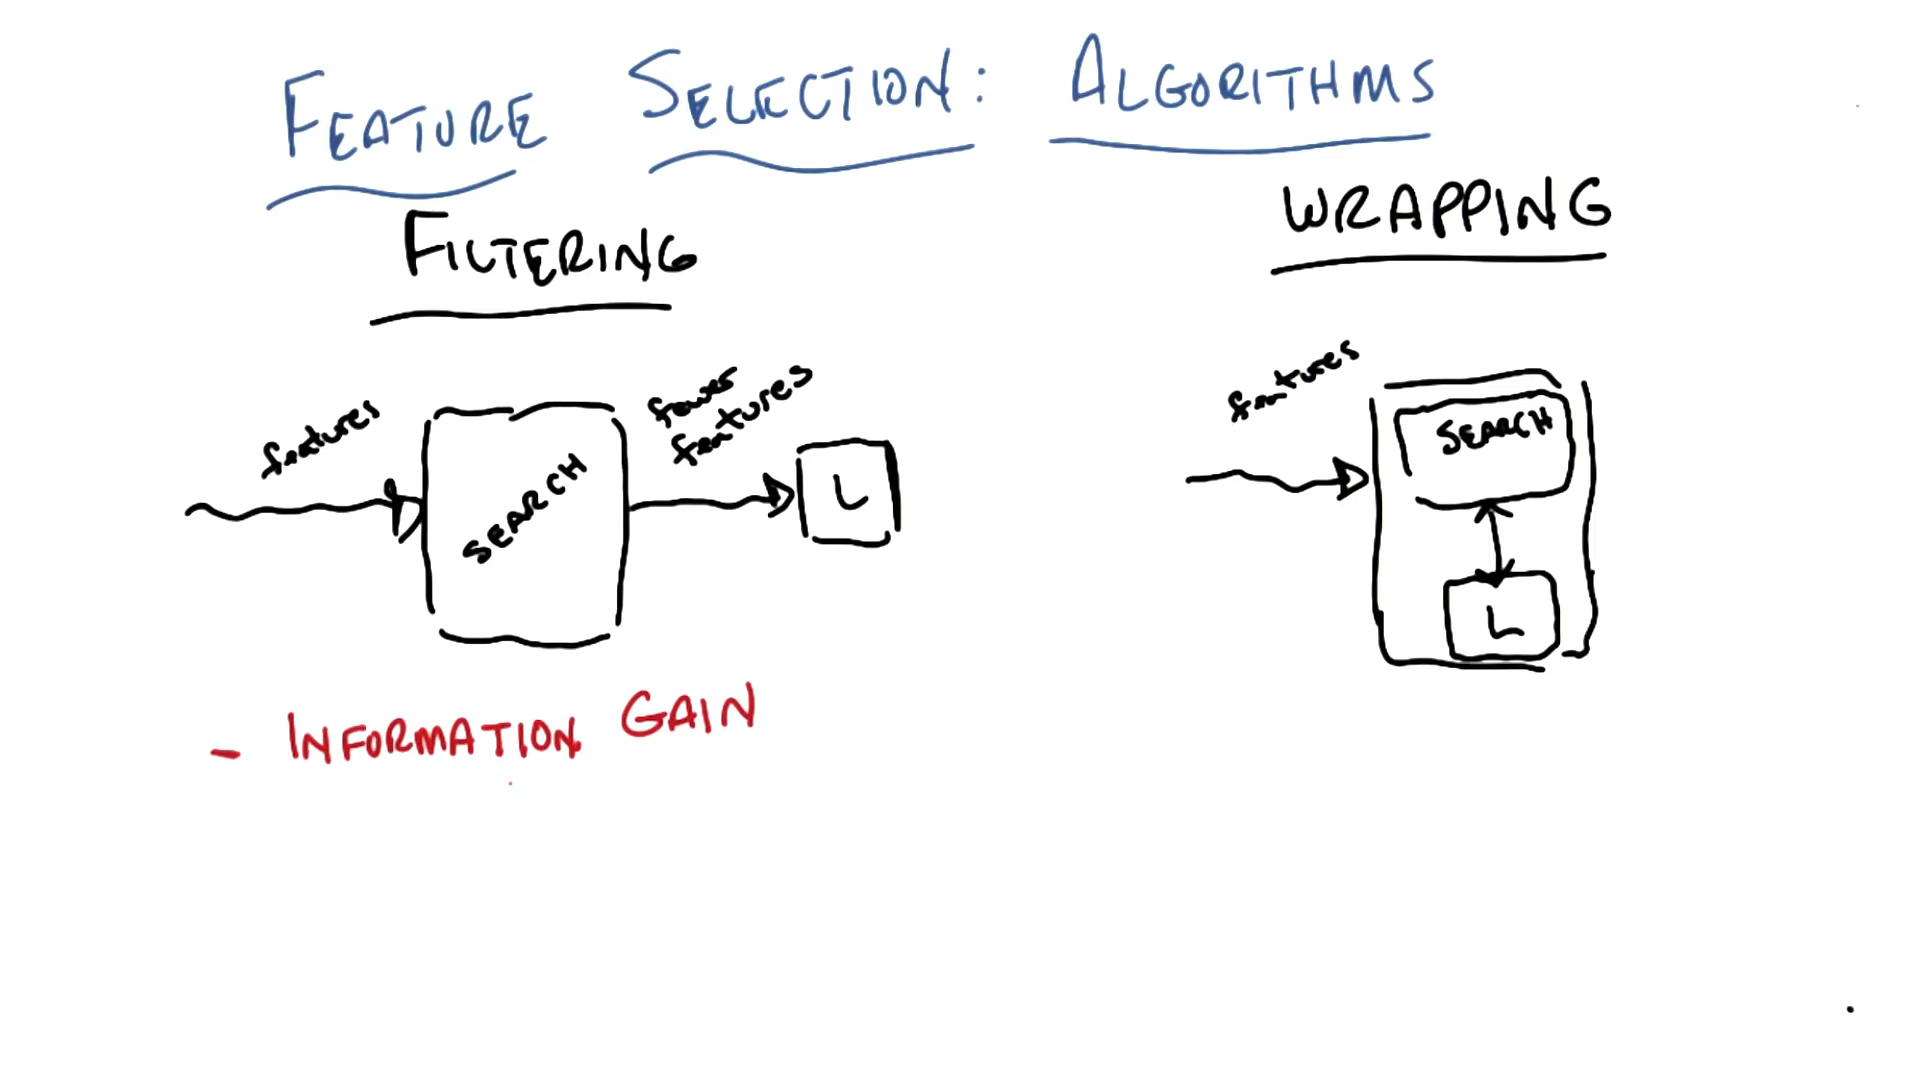 FEATURE SELECTION: ALGORITHMS
FILTERING
WRAPPING
features
SEARCH
fewer
features
L
features
SEARCH
L
- INFORMATION GAIN